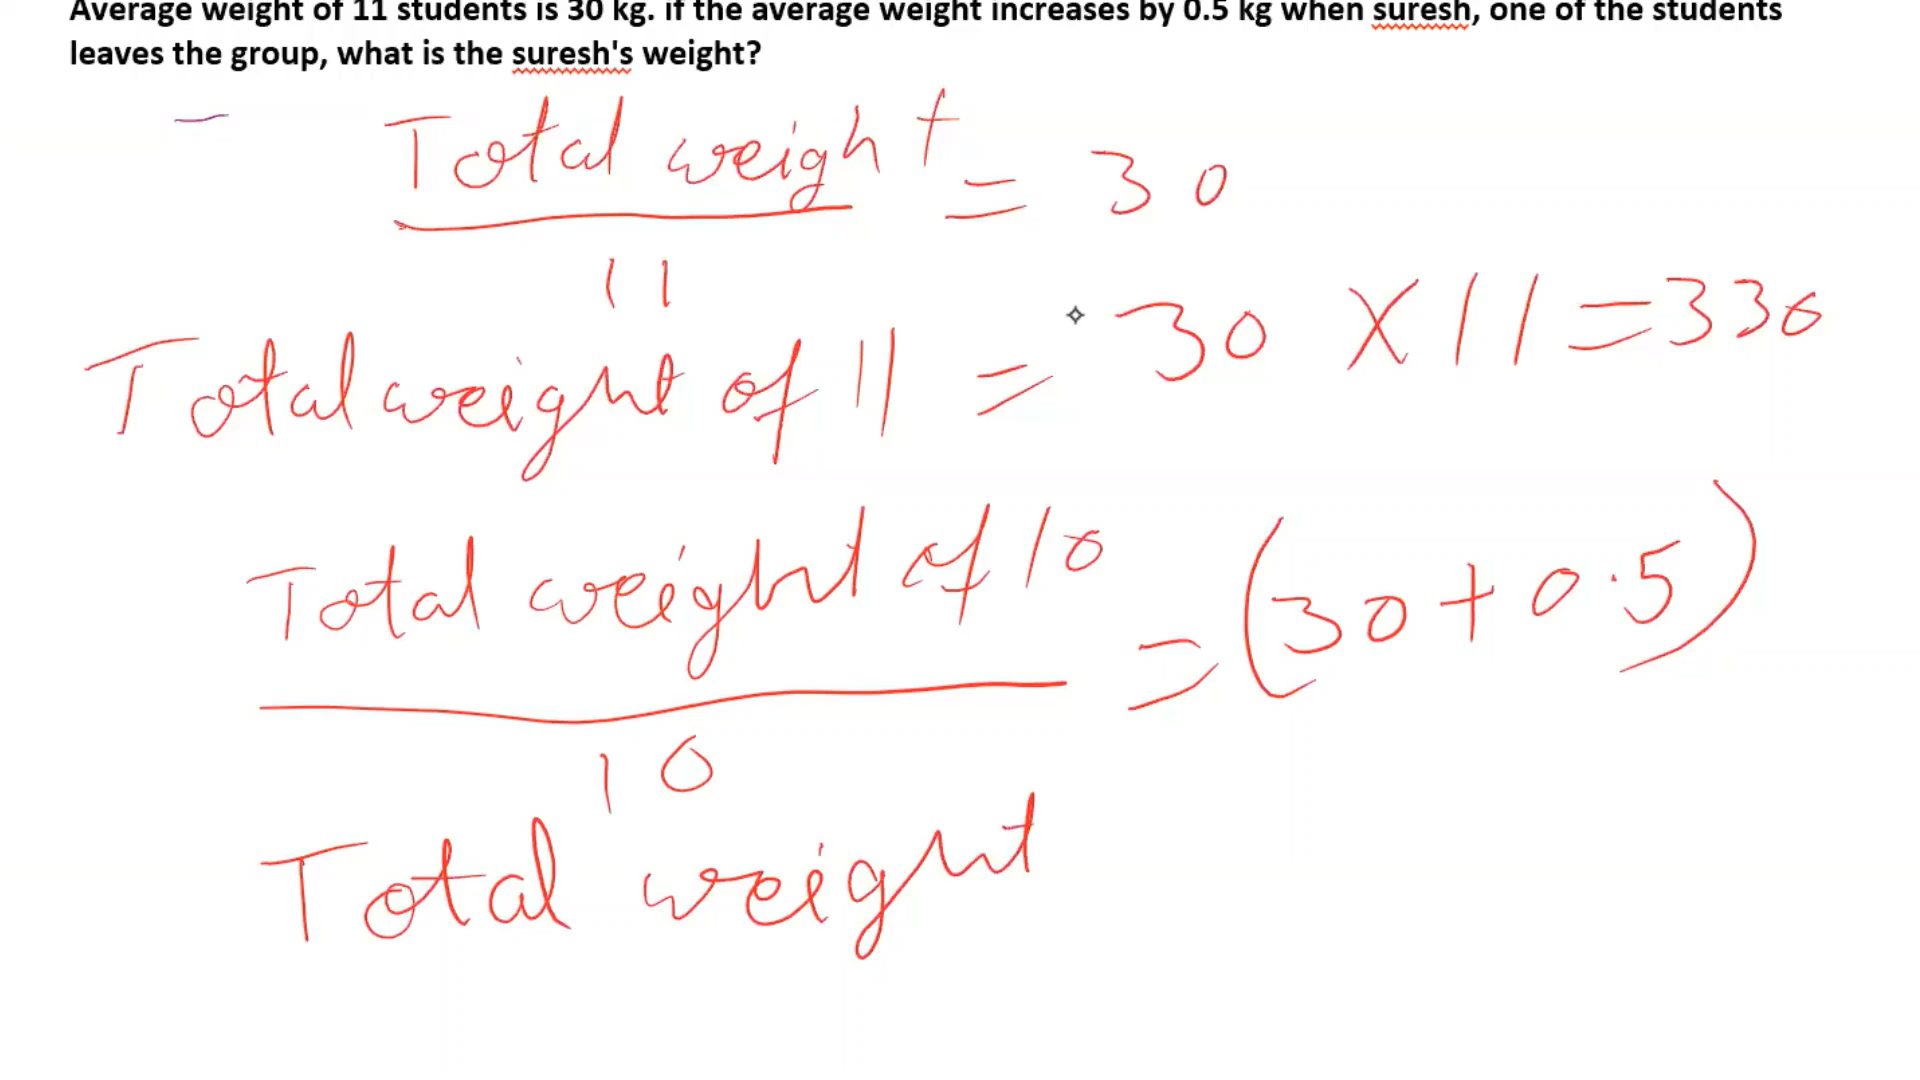 Average weight of 11 students is 30 kg. if the average weight increases by 0.5 kg when suresh, one of the students
leaves the group, what is the suresh's weight?
Total weight = 30
11
Total weight of 11 = 30 X 11 = 330
Total weight of 10 = (30 + 0.5)
10
Total weight